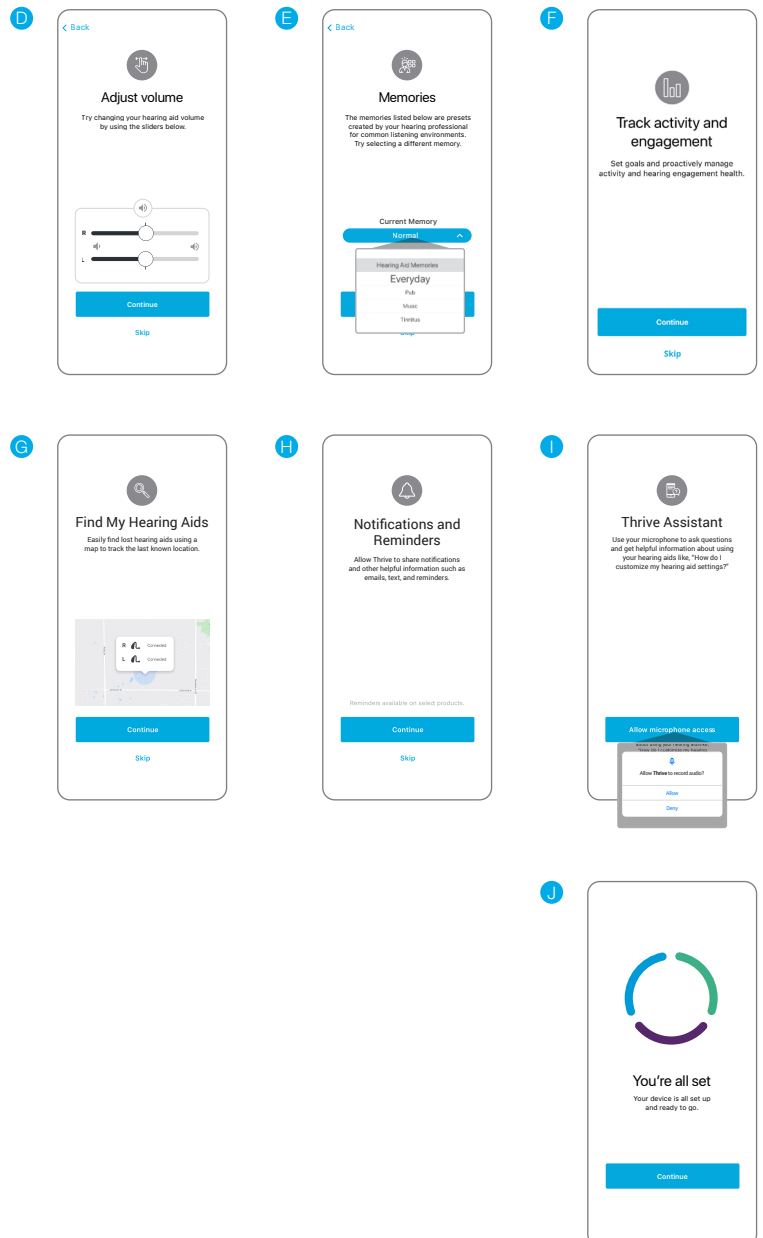 D
< Back
Adjust volume
Try changing your hearing aid volume
by using the sliders below.
R
L
Continue
Skip
E
< Back
Memories
The memories listed below are presets
created by your hearing professional
for common listening environments.
Try selecting a different memory.
Current Memory
Normal
Hearing Aid Memories
Everyday
Pub
Music
Tinnitus
F
Track activity and
engagement
Set goals and proactively manage
activity and hearing engagement health.
Continue
Skip
G
Find My Hearing Aids
Easily find lost hearing aids using a
map to track the last known location.
R Connected
L Connected
Continue
Skip
H
Notifications and
Reminders
Allow Thrive to share notifications
and other helpful information such as
emails, text, and reminders.
Reminders available on select products.
Continue
Skip
I
Thrive Assistant
Use your microphone to ask questions
and get helpful information about using
your hearing aids like, "How do I
customize my hearing aid settings?"
Allow microphone access
Allow Thrive to record audio?
Allow
Deny
J
You're all set
Your device is all set up
and ready to go.
Continue